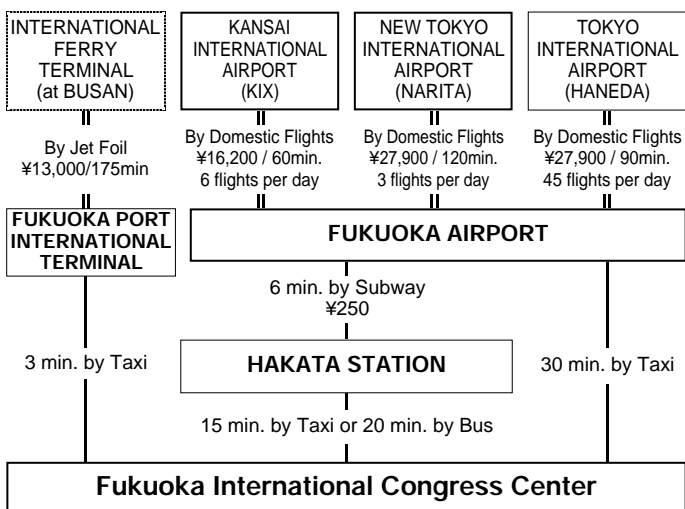 INTERNATIONAL
FERRY
TERMINAL
(at BUSAN)
KANSAI
INTERNATIONAL
AIRPORT
(KIX)
NEW TOKYO
INTERNATIONAL
AIRPORT
(NARITA)
TOKYO
INTERNATIONAL
AIRPORT
(HANEDA)
By Jet Foil
¥13,000/175min
By Domestic Flights
¥16,200 / 60min.
6 flights per day
By Domestic Flights
¥27,900 / 120min.
3 flights per day
By Domestic Flights
¥27,900 / 90min.
45 flights per day
FUKUOKA PORT
INTERNATIONAL
TERMINAL
FUKUOKA AIRPORT
6 min. by Subway
¥250
3 min. by Taxi
HAKATA STATION
30 min. by Taxi
15 min. by Taxi or 20 min. by Bus
Fukuoka International Congress Center